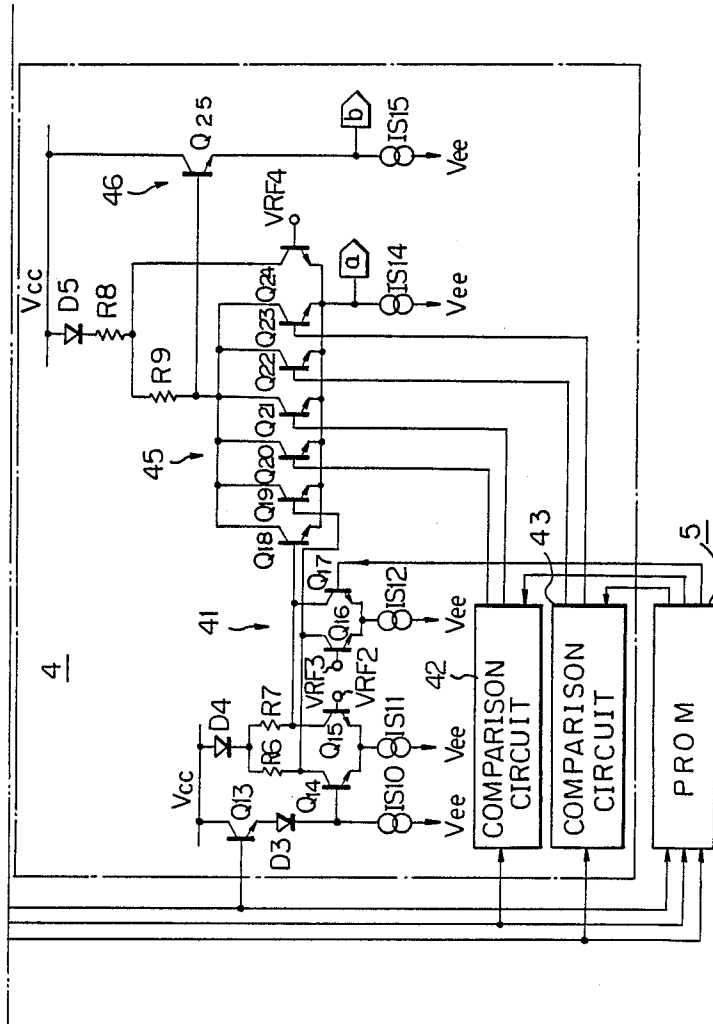 4
Vcc
D5
R8
R9
46
Q25
b
IS15
Vee
VRF4
Q24
a
IS14
Vee
45
Q18
Q19
Q20
Q21
Q22
Q23
41
Vcc
Q13
D3
D4
R6
R7
Q14
Q15
VRF2
VRF3
Q16
Q17
IS10
Vee
IS11
Vee
IS12
Vee
42
COMPARISON
CIRCUIT
43
COMPARISON
CIRCUIT
5
PROM